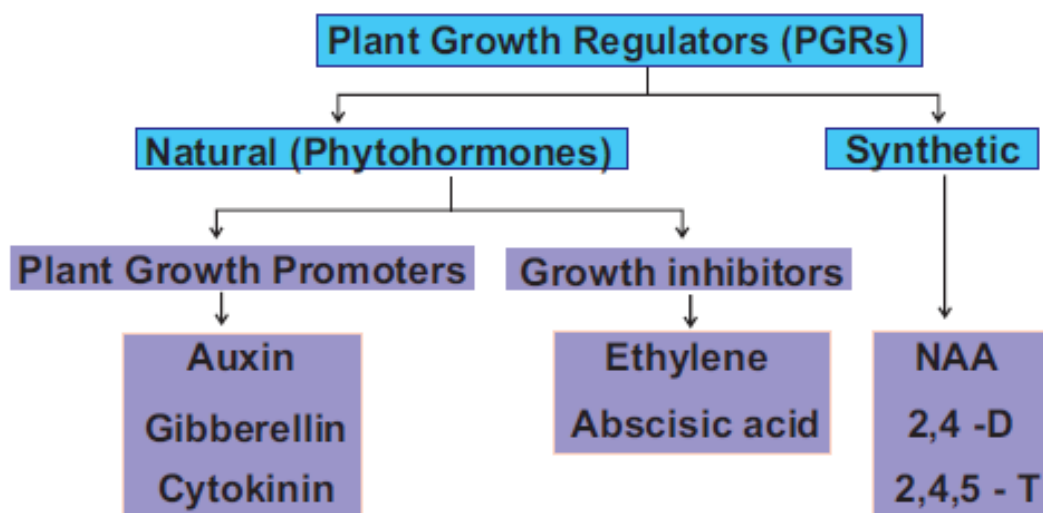 Plant Growth Regulators (PGRs)
Natural (Phytohormones)
Synthetic
Plant Growth Promoters
Growth inhibitors
Auxin
Gibberellin
Cytokinin
Ethylene
Abscisic acid
NAA
2,4 -D
2,4,5 - T